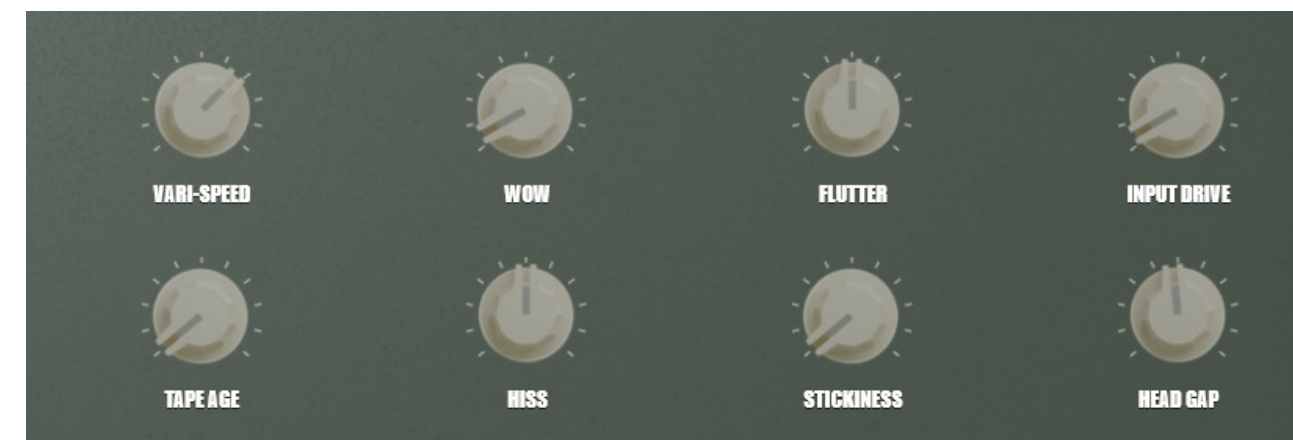 VARI-SPEED WOW FLUTTER INPUT DRIVE
TAPE AGE HISS STICKINESS HEAD GAP